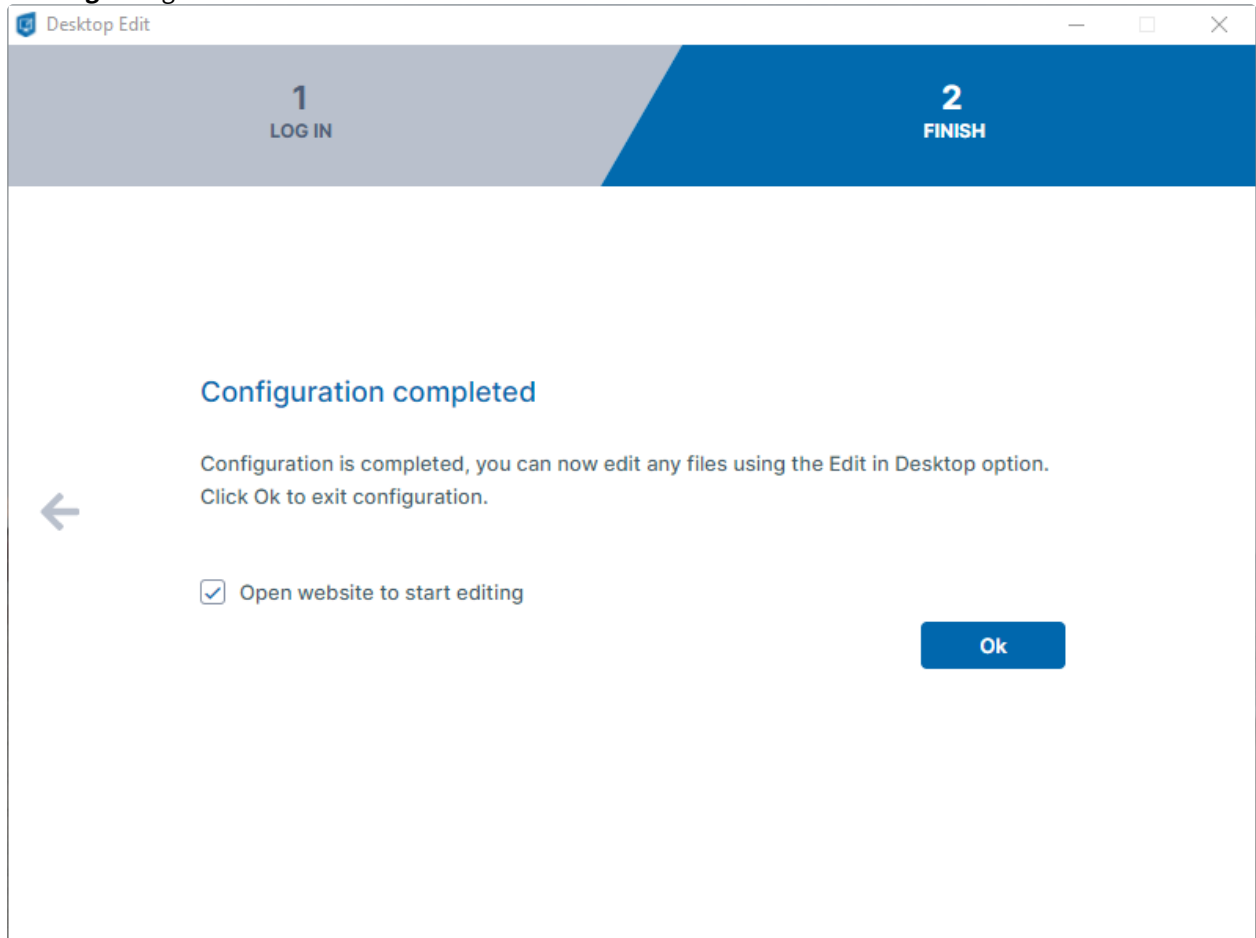 Desktop Edit
1
LOG IN
2
FINISH
Configuration completed
Configuration is completed, you can now edit any files using the Edit in Desktop option.
Click Ok to exit configuration.
Open website to start editing
Ok